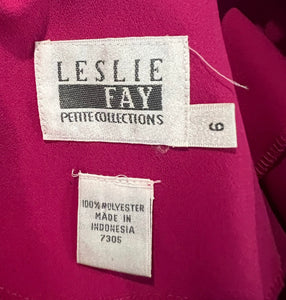 LESLIE
FAY
PETITE COLLECTIONS
6
100% POLYESTER
MADE IN
INDONESIA
7305